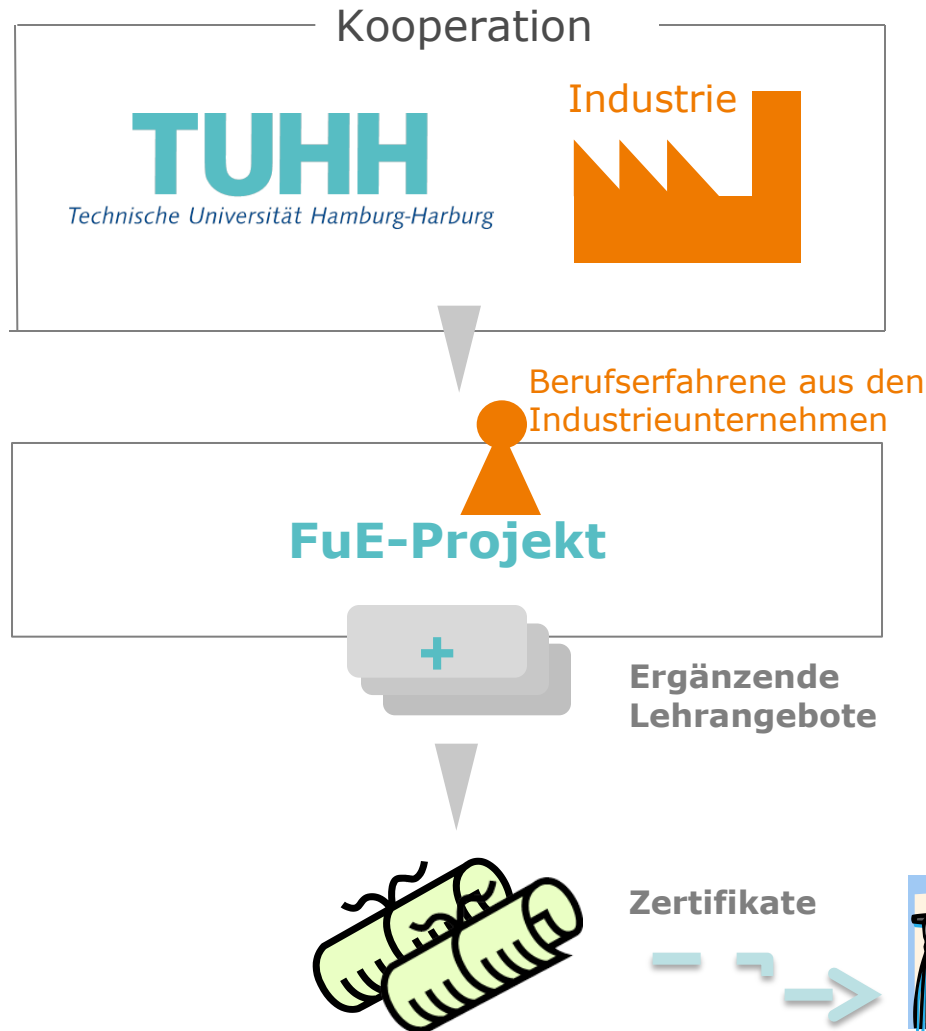 Kooperation
TUHH
Technische Universität Hamburg-Harburg
Industrie
Berufserfahrene aus den
Industrieunternehmen
FuE-Projekt
+
Ergänzende
Lehrangebote
Zertifikate